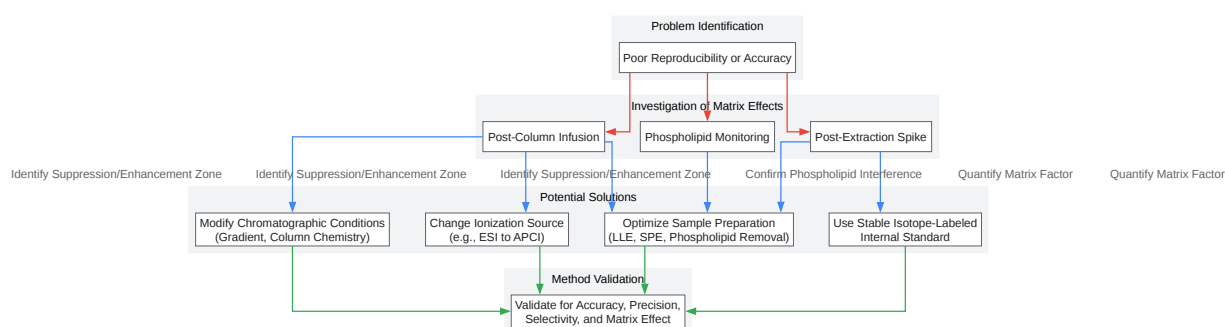 Problem Identification
Poor Reproducibility or Accuracy
Investigation of Matrix Effects
Post-Column Infusion
Phospholipid Monitoring
Post-Extraction Spike
Identify Suppression/Enhancement Zone
Identify Suppression/Enhancement Zone
Identify Suppression/Enhancement Zone
Confirm Phospholipid Interference
Quantify Matrix Factor
Quantify Matrix Factor
Potential Solutions
Modify Chromatographic Conditions
(Gradient, Column Chemistry)
Change Ionization Source
(e.g., ESI to APCI)
Optimize Sample Preparation
(LLE, SPE, Phospholipid Removal)
Use Stable Isotope-Labeled
Internal Standard
Method Validation
Validate for Accuracy, Precision,
Selectivity, and Matrix Effect